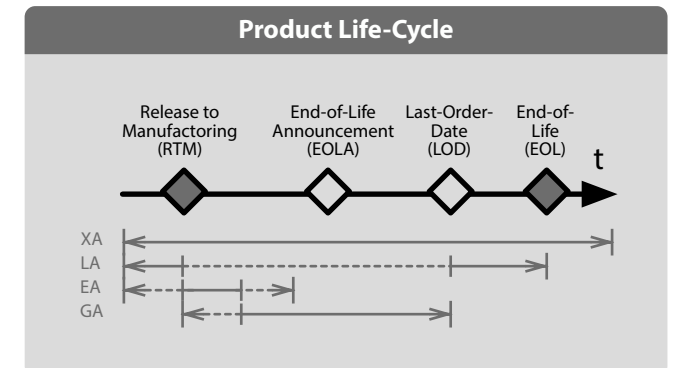 Product Life-Cycle
Release to
Manufactoring
(RTM)
End-of-Life
Announcement
(EOLA)
Last-Order-
Date
(LOD)
End-of-
Life
(EOL)
t
XA
LA
EA
GA